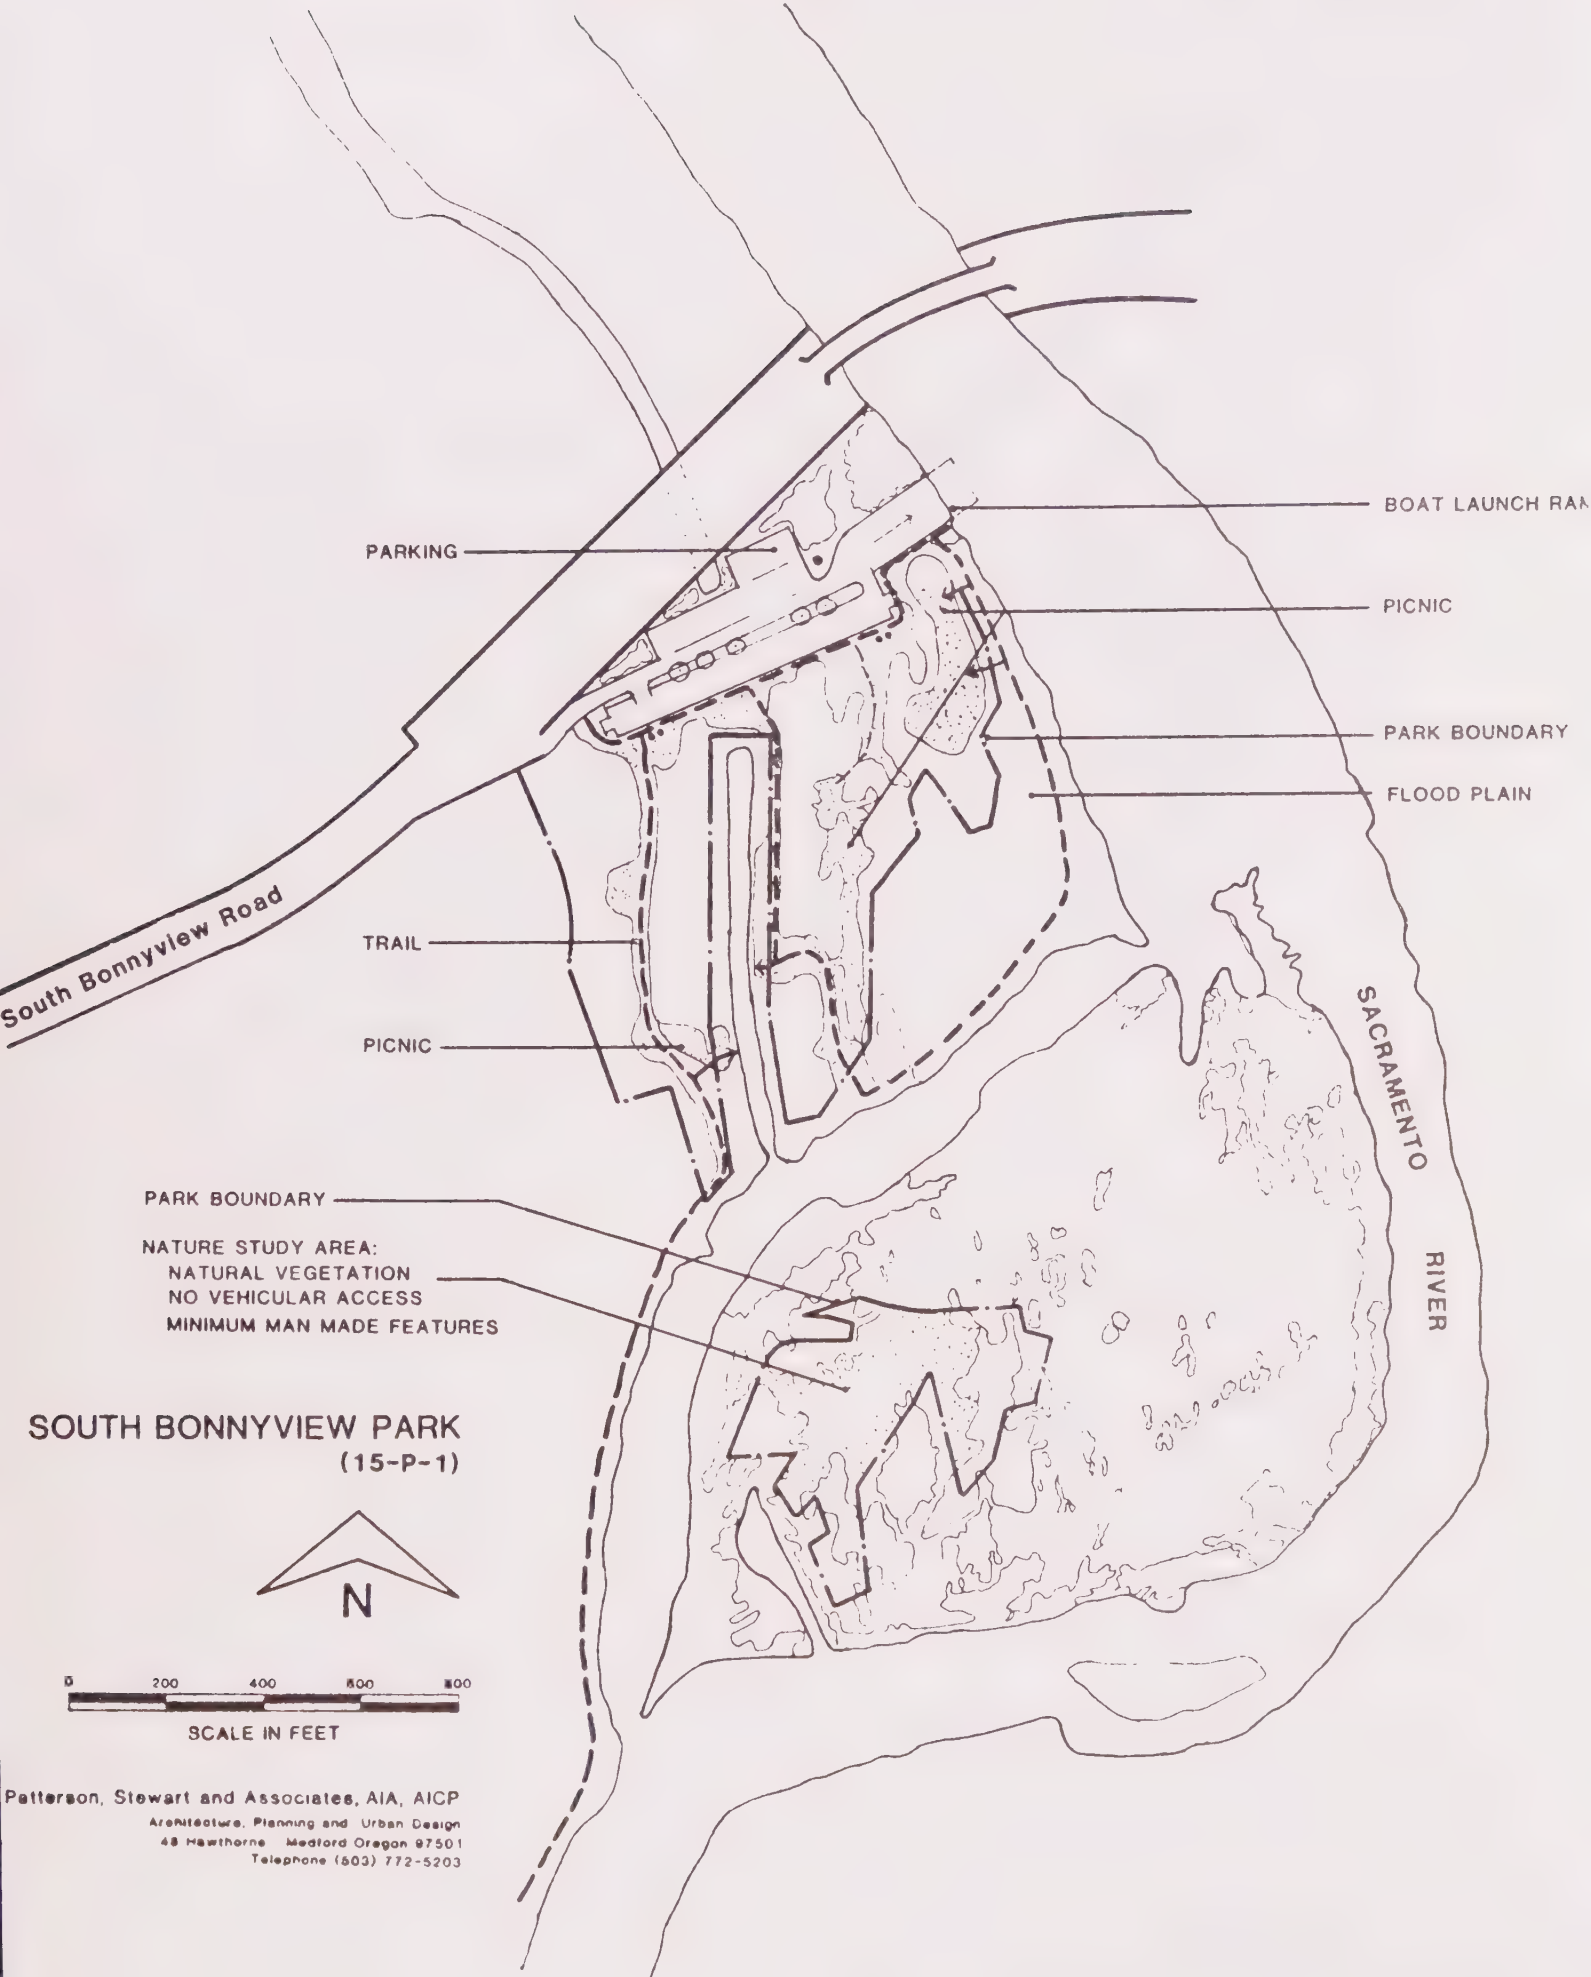 BOAT LAUNCH RAM
PARKING
PICNIC
PARK BOUNDARY
FLOOD PLAIN
South Bonnyview Road
TRAIL
PICNIC
SACRAMENTO
RIVER
PARK BOUNDARY
NATURE STUDY AREA:
NATURAL VEGETATION
NO VEHICULAR ACCESS
MINIMUM MAN MADE FEATURES
SOUTH BONNYVIEW PARK
(15-P-1)
N
0 200 400 600 800
SCALE IN FEET
Patterson, Stewart and Associates, AIA, AICP
Architecture, Planning and Urban Design
48 Hawthorne Medford Oregon 97501
Telephone (503) 772-5203